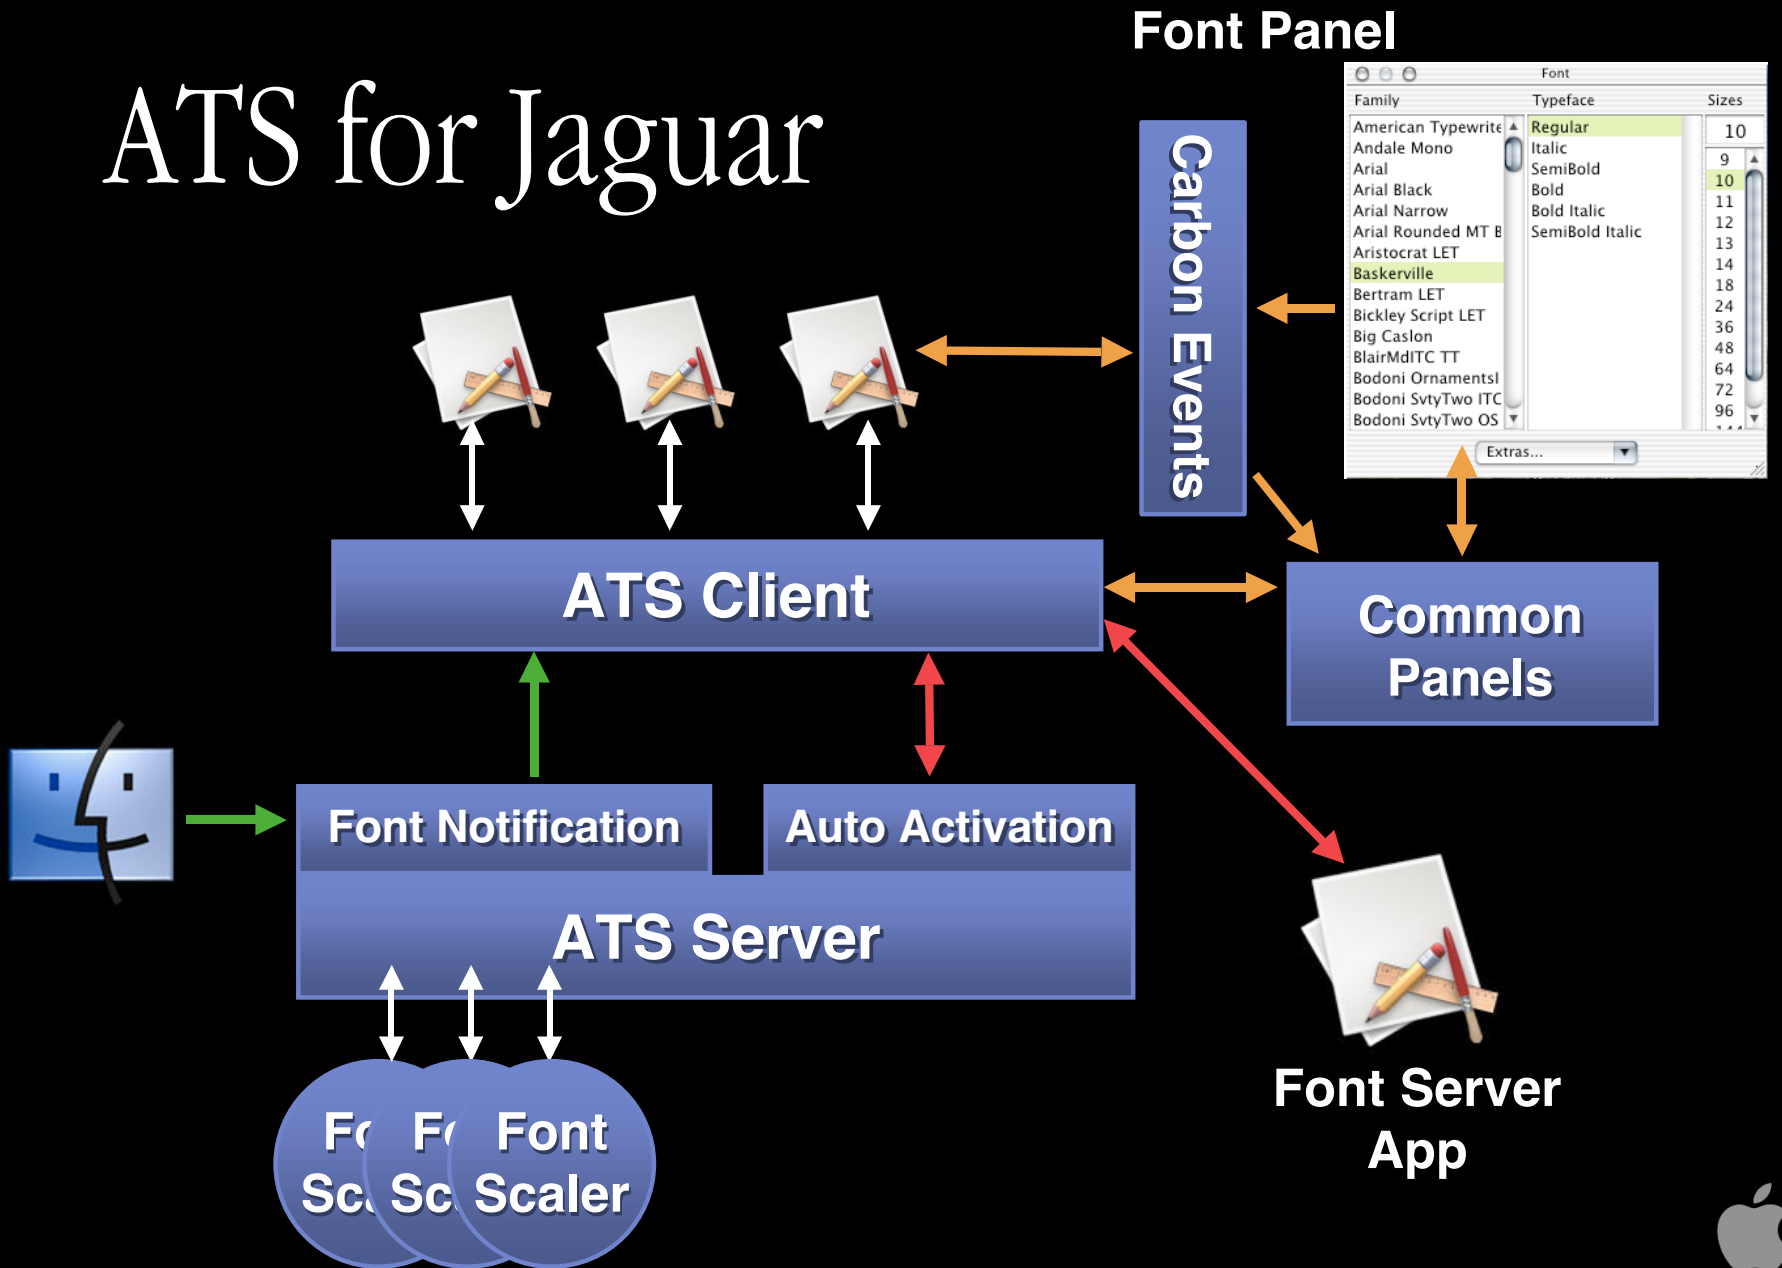 Font Panel
ATS for Jaguar
Font
Family Typeface Sizes
American Typewrite Regular 10
Andale Mono Italic 9
Arial SemiBold 10
Arial Black Bold 11
Arial Narrow Bold Italic 12
Arial Rounded MT B SemiBold Italic 13
Aristocrat LET 14
Baskerville 18
Bertram LET 24
Bickley Script LET 36
Big Caslon 48
BlairMdITC TT 64
Bodoni OrnamentsI 72
Bodoni SvtyTwo ITC 96
Bodoni SvtyTwo OS
Extras...
Carbon Events
ATS Client
Common
Panels
Font Notification
Auto Activation
ATS Server
Font
Scaler
Font Server
App